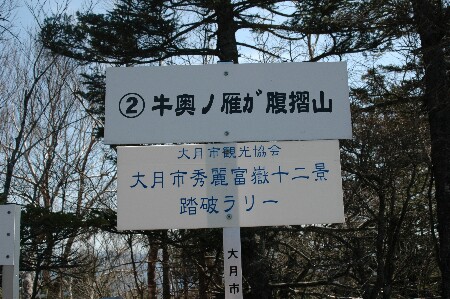 ②牛奥ノ雁が腹摺山
大月市観光協会
大月市秀麗富嶽十二景
踏破ラリー
大月市